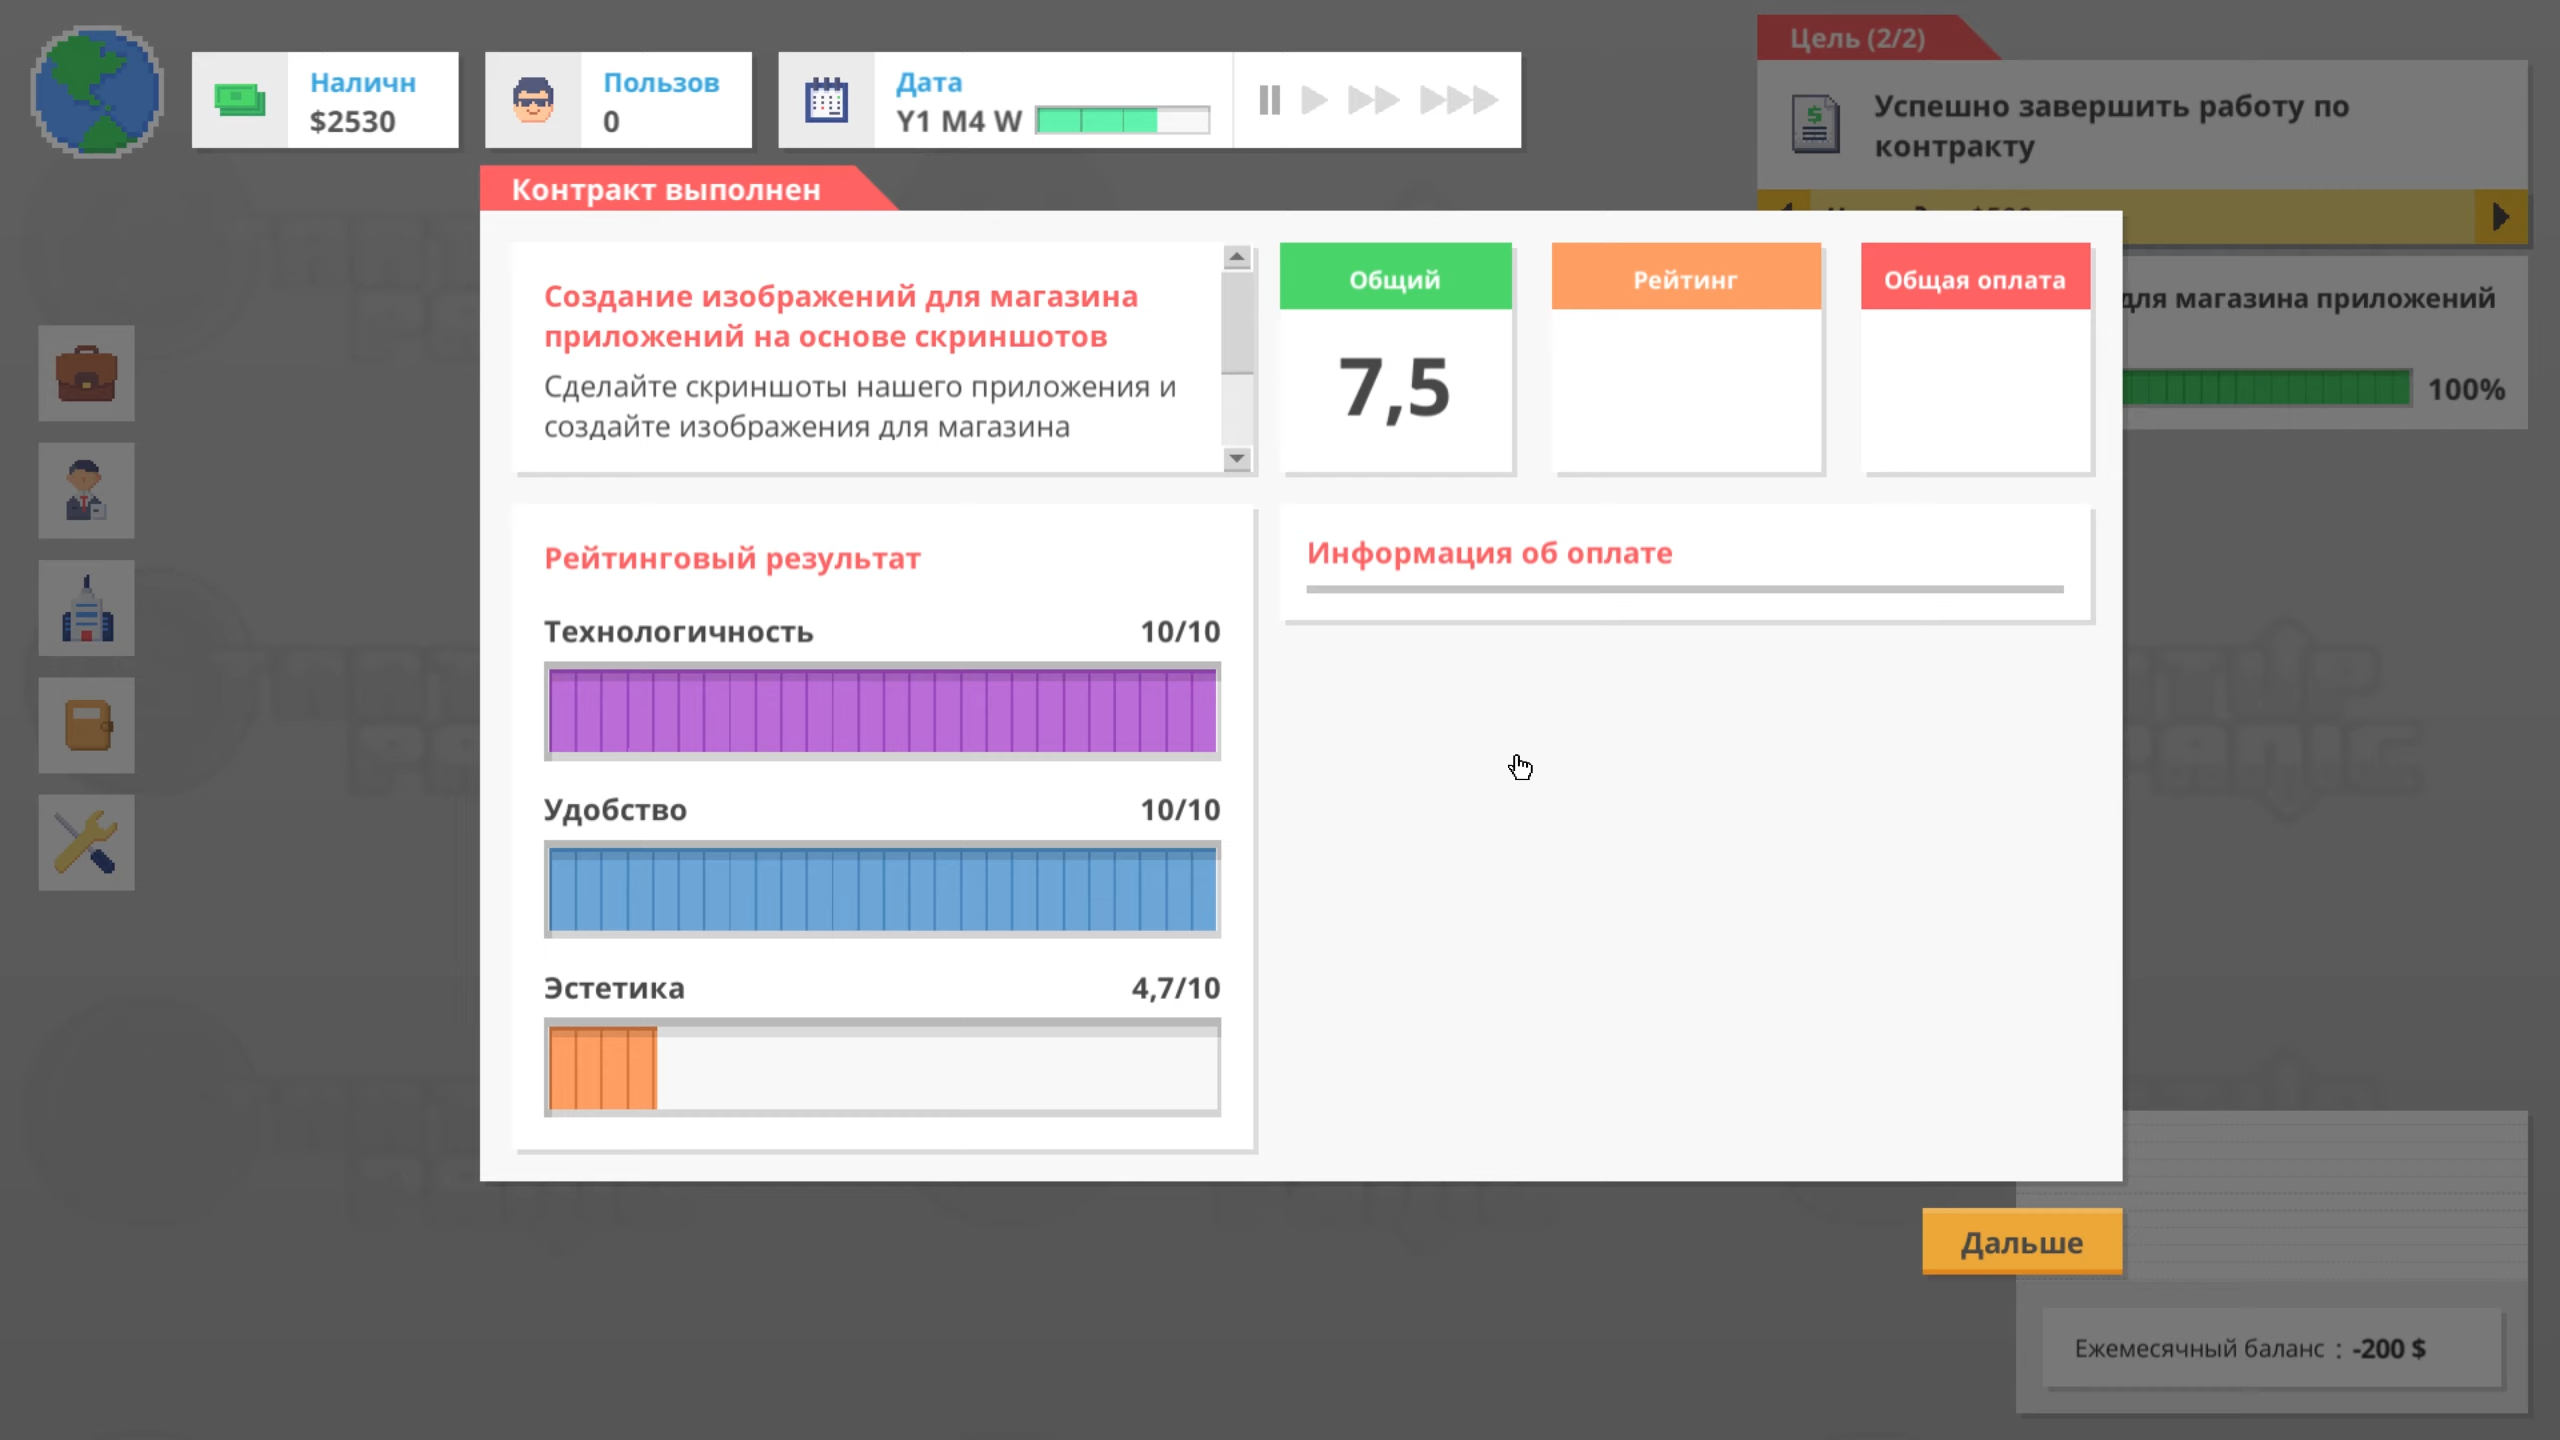 Наличн
$2530
Пользов
0
Дата
Y1 M4 W
Цель (2/2)
Успешно завершить работу по
контракту
Контракт выполнен
Создание изображений для магазина
приложений на основе скриншотов
Сделайте скриншоты нашего приложения и
создайте изображения для магазина
Общий
7,5
Рейтинг
Общая оплата
для магазина приложений
100%
Рейтинговый результат
Технологичность 10/10
Удобство 10/10
Эстетика 4,7/10
Информация об оплате
Дальше
Ежемесячный баланс : -200 $